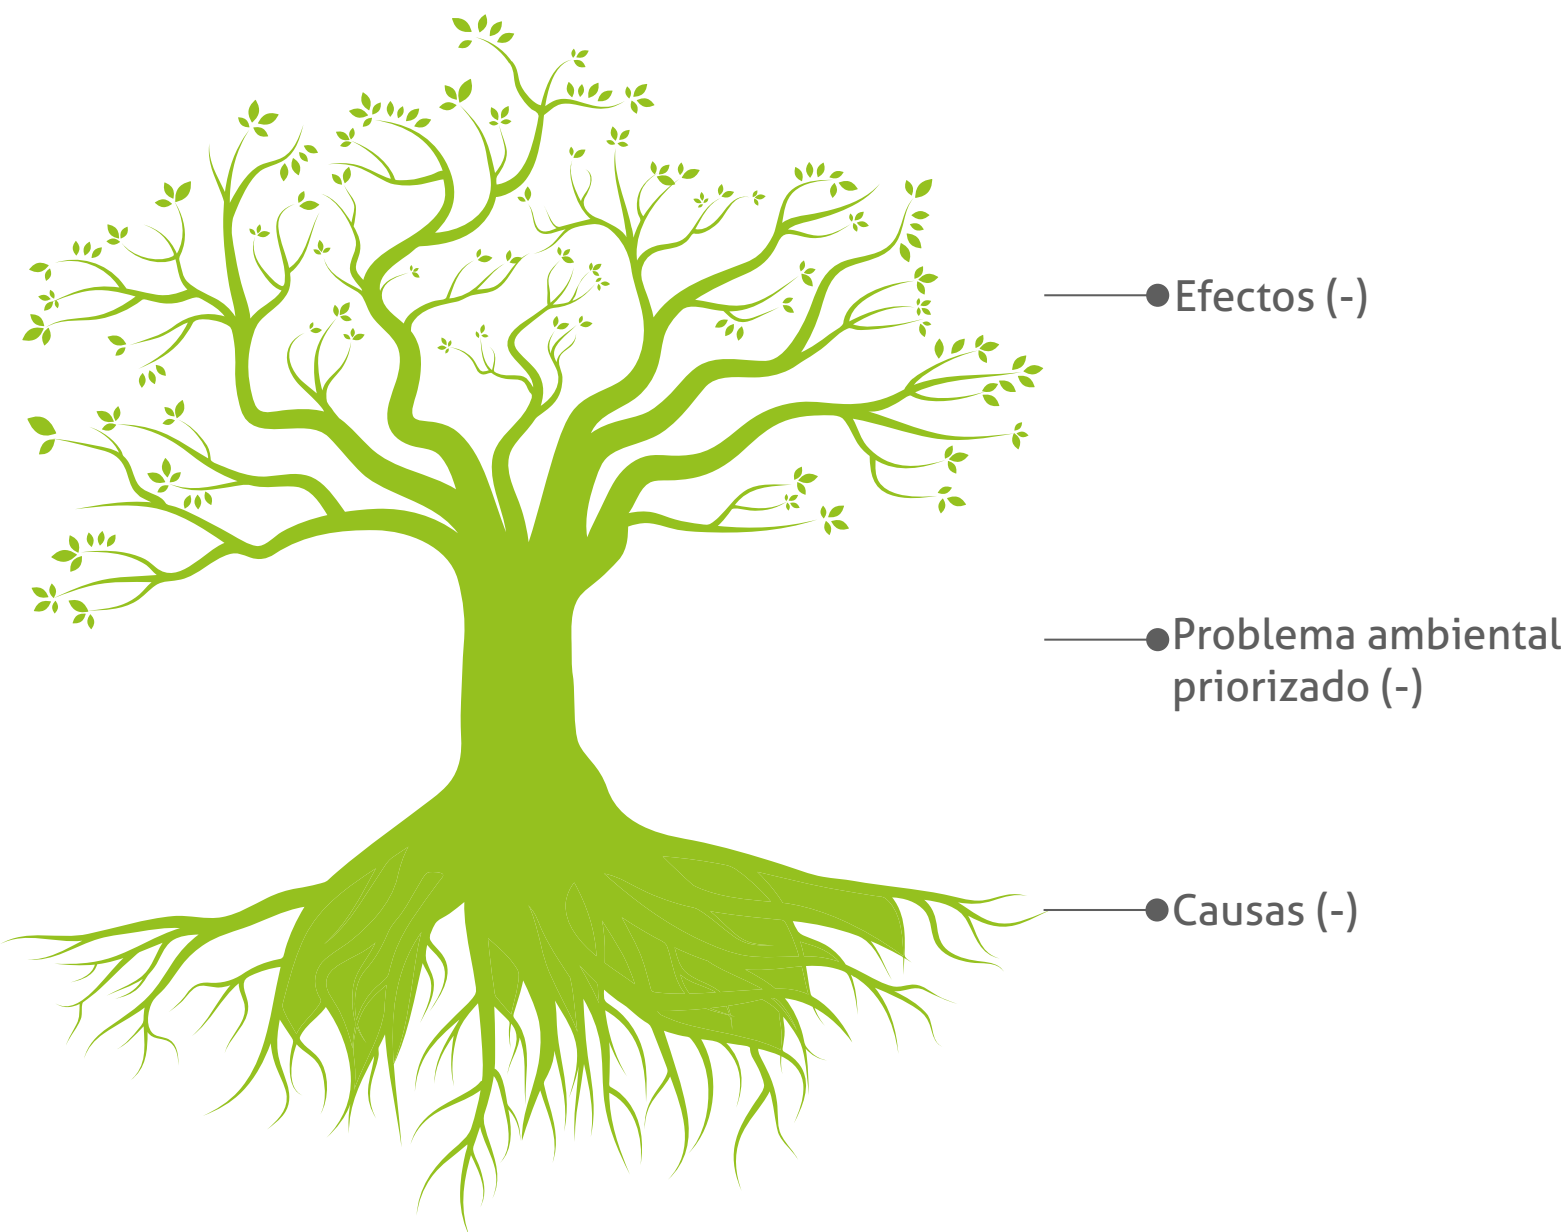 Efectos (-)
Problema ambiental
priorizado (-)
Causas (-)